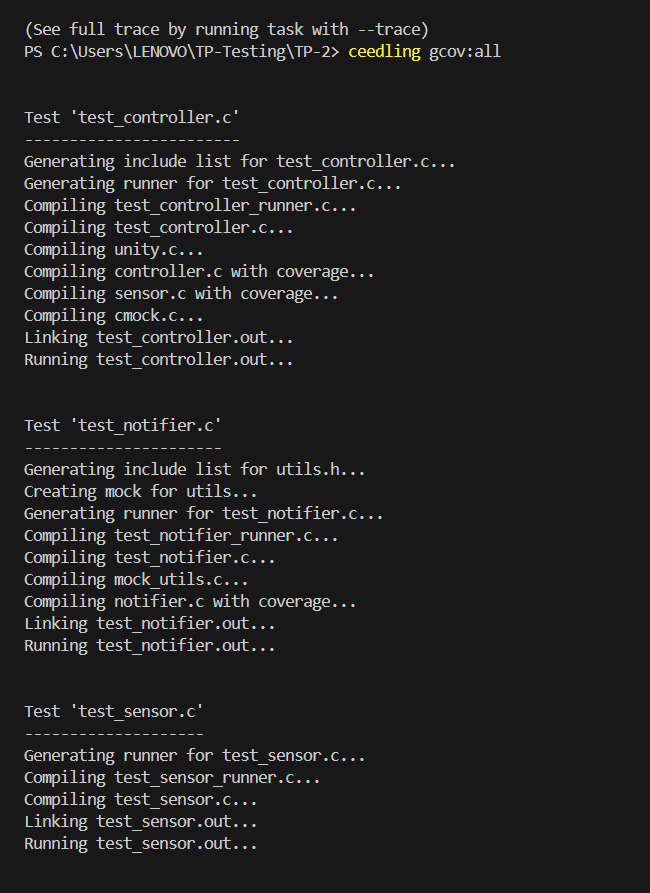 (See full trace by running task with --trace)
PS C:\Users\LENOVO\TP-Testing\TP-2> ceedling gcov:all
Test 'test_controller.c'
------------------------
Generating include list for test_controller.c...
Generating runner for test_controller.c...
Compiling test_controller_runner.c...
Compiling test_controller.c...
Compiling unity.c...
Compiling controller.c with coverage...
Compiling sensor.c with coverage...
Compiling cmock.c...
Linking test_controller.out...
Running test_controller.out...
Test 'test_notifier.c'
----------------------
Generating include list for utils.h...
Creating mock for utils...
Generating runner for test_notifier.c...
Compiling test_notifier_runner.c...
Compiling test_notifier.c...
Compiling mock_utils.c...
Compiling notifier.c with coverage...
Linking test_notifier.out...
Running test_notifier.out...
Test 'test_sensor.c'
--------------------
Generating runner for test_sensor.c...
Compiling test_sensor_runner.c...
Compiling test_sensor.c...
Linking test_sensor.out...
Running test_sensor.out...